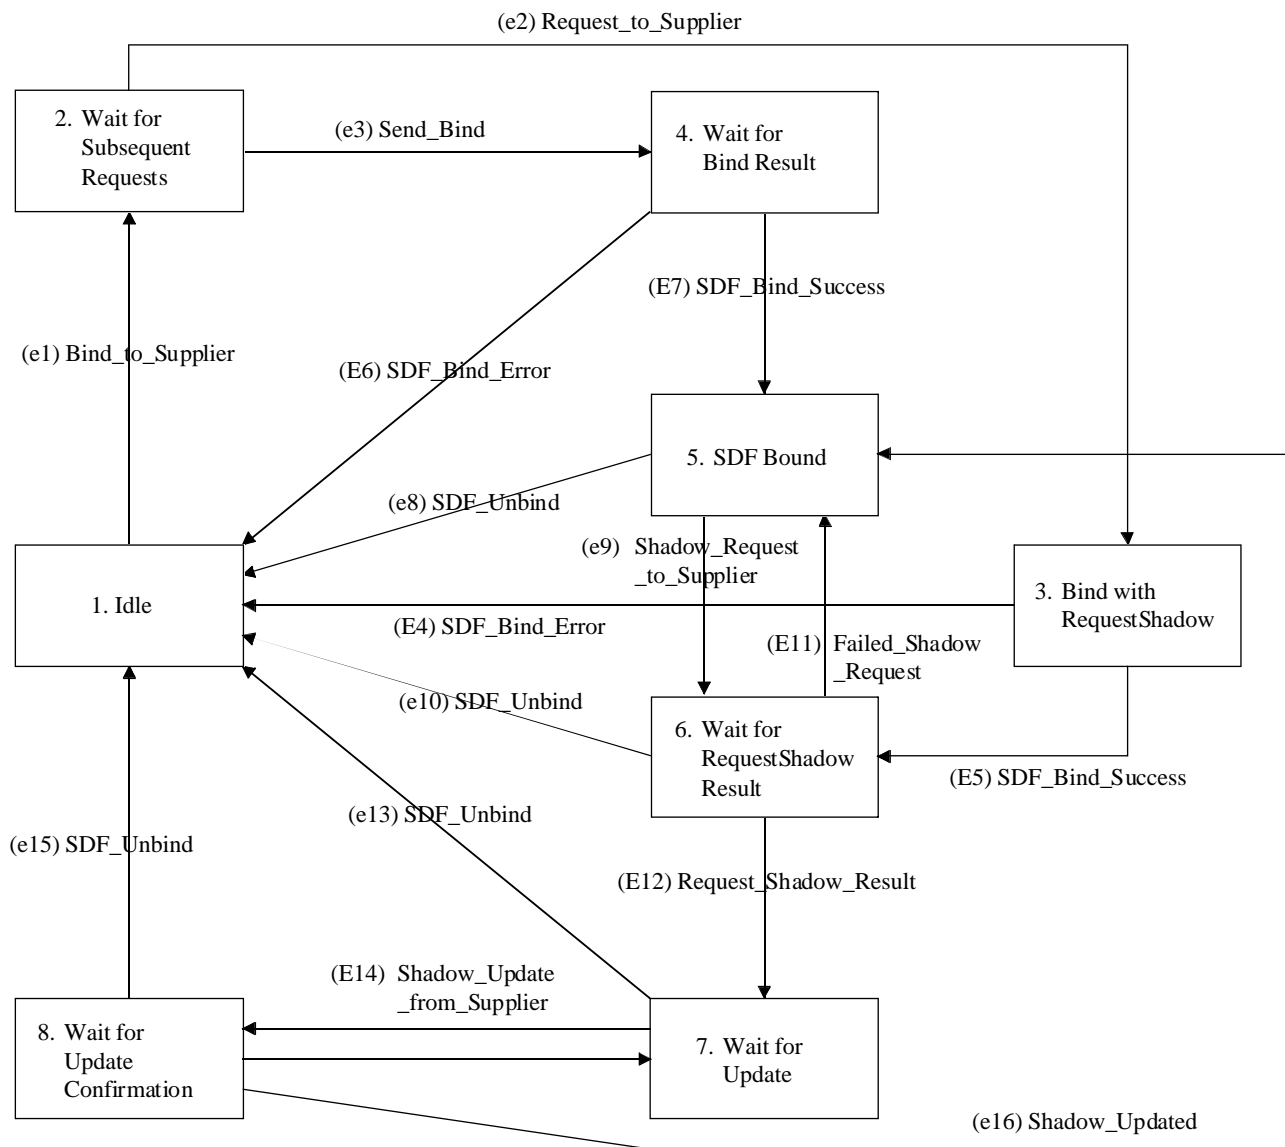 (e2) Request_to_Supplier
2. Wait for
Subsequent
Requests
(e3) Send_Bind
4. Wait for
Bind Result
(E7) SDF_Bind_Success
(e1) Bind_to_Supplier
(E6) SDF_Bind_Error
5. SDF Bound
(e8) SDF_Unbind
(e9) Shadow_Request
_to_Supplier
1. Idle
3. Bind with
RequestShadow
(E4) SDF_Bind_Error
(E11) Failed_Shadow
_Request
(e10) SDF_Unbind
6. Wait for
RequestShadow
Result
(E5) SDF_Bind_Success
(e13) SDF_Unbind
(e15) SDF_Unbind
(E12) Request_Shadow_Result
(E14) Shadow_Update
_from_Supplier
8. Wait for
Update
Confirmation
7. Wait for
Update
(e16) Shadow_Updated